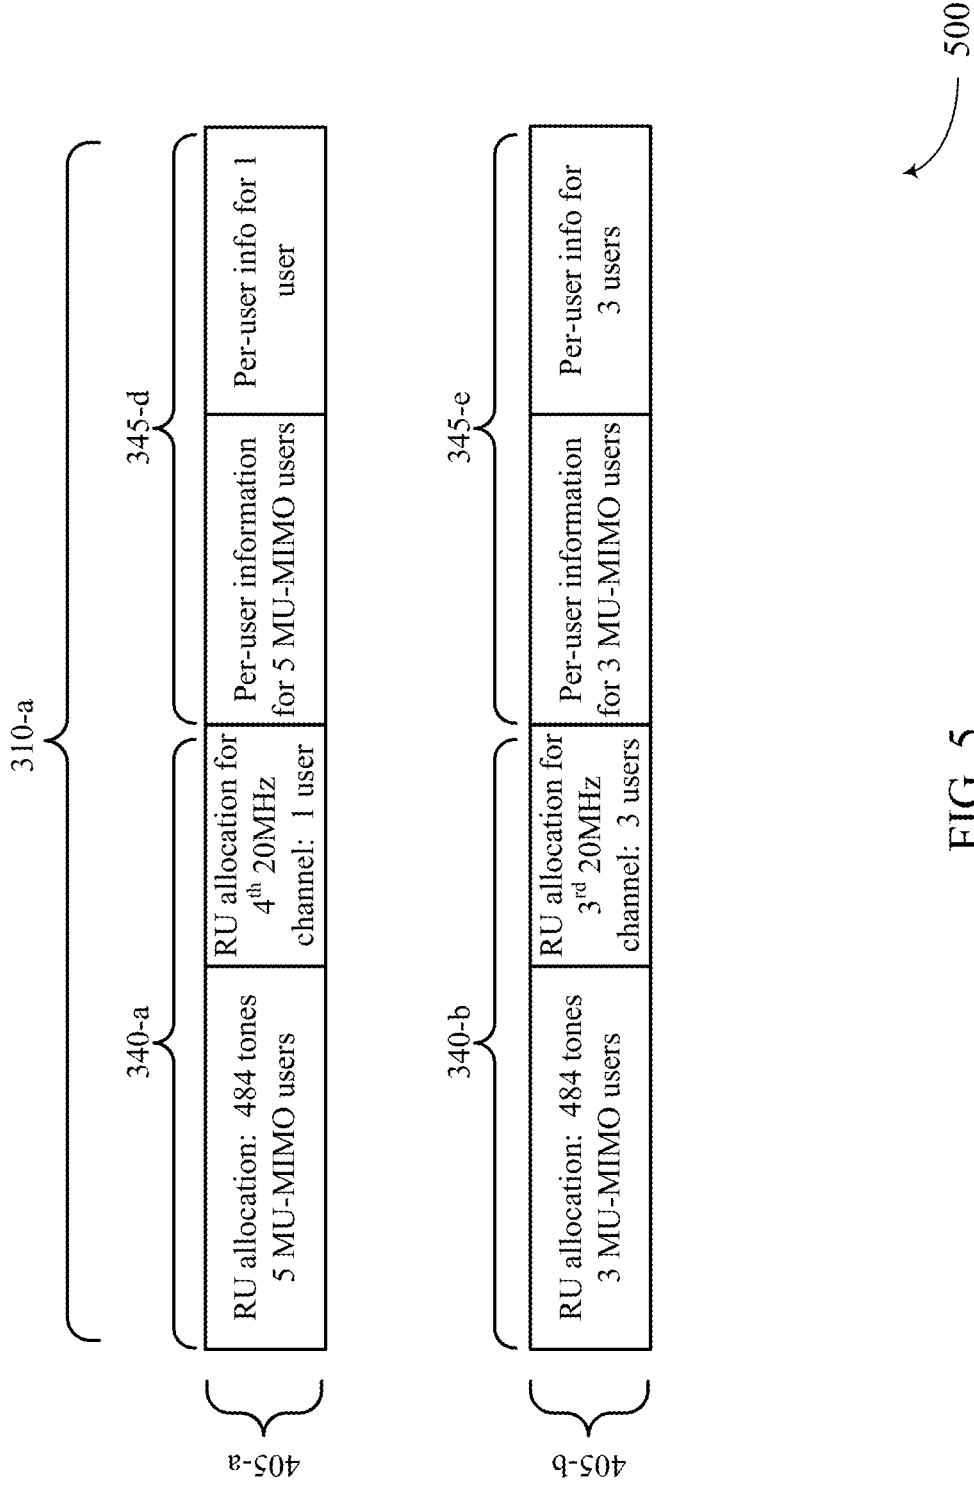 500
310-a
340-a
345-d
405-a
RU allocation: 484 tones
5 MU-MIMO users
RU allocation for
4th 20MHz
channel: 1 user
Per-user information
for 5 MU-MIMO users
Per-user info for 1
user
340-b
345-e
405-b
RU allocation: 484 tones
3 MU-MIMO users
RU allocation for
3rd 20MHz
channel: 3 users
Per-user information
for 3 MU-MIMO users
Per-user info for
3 users
FIG. 5